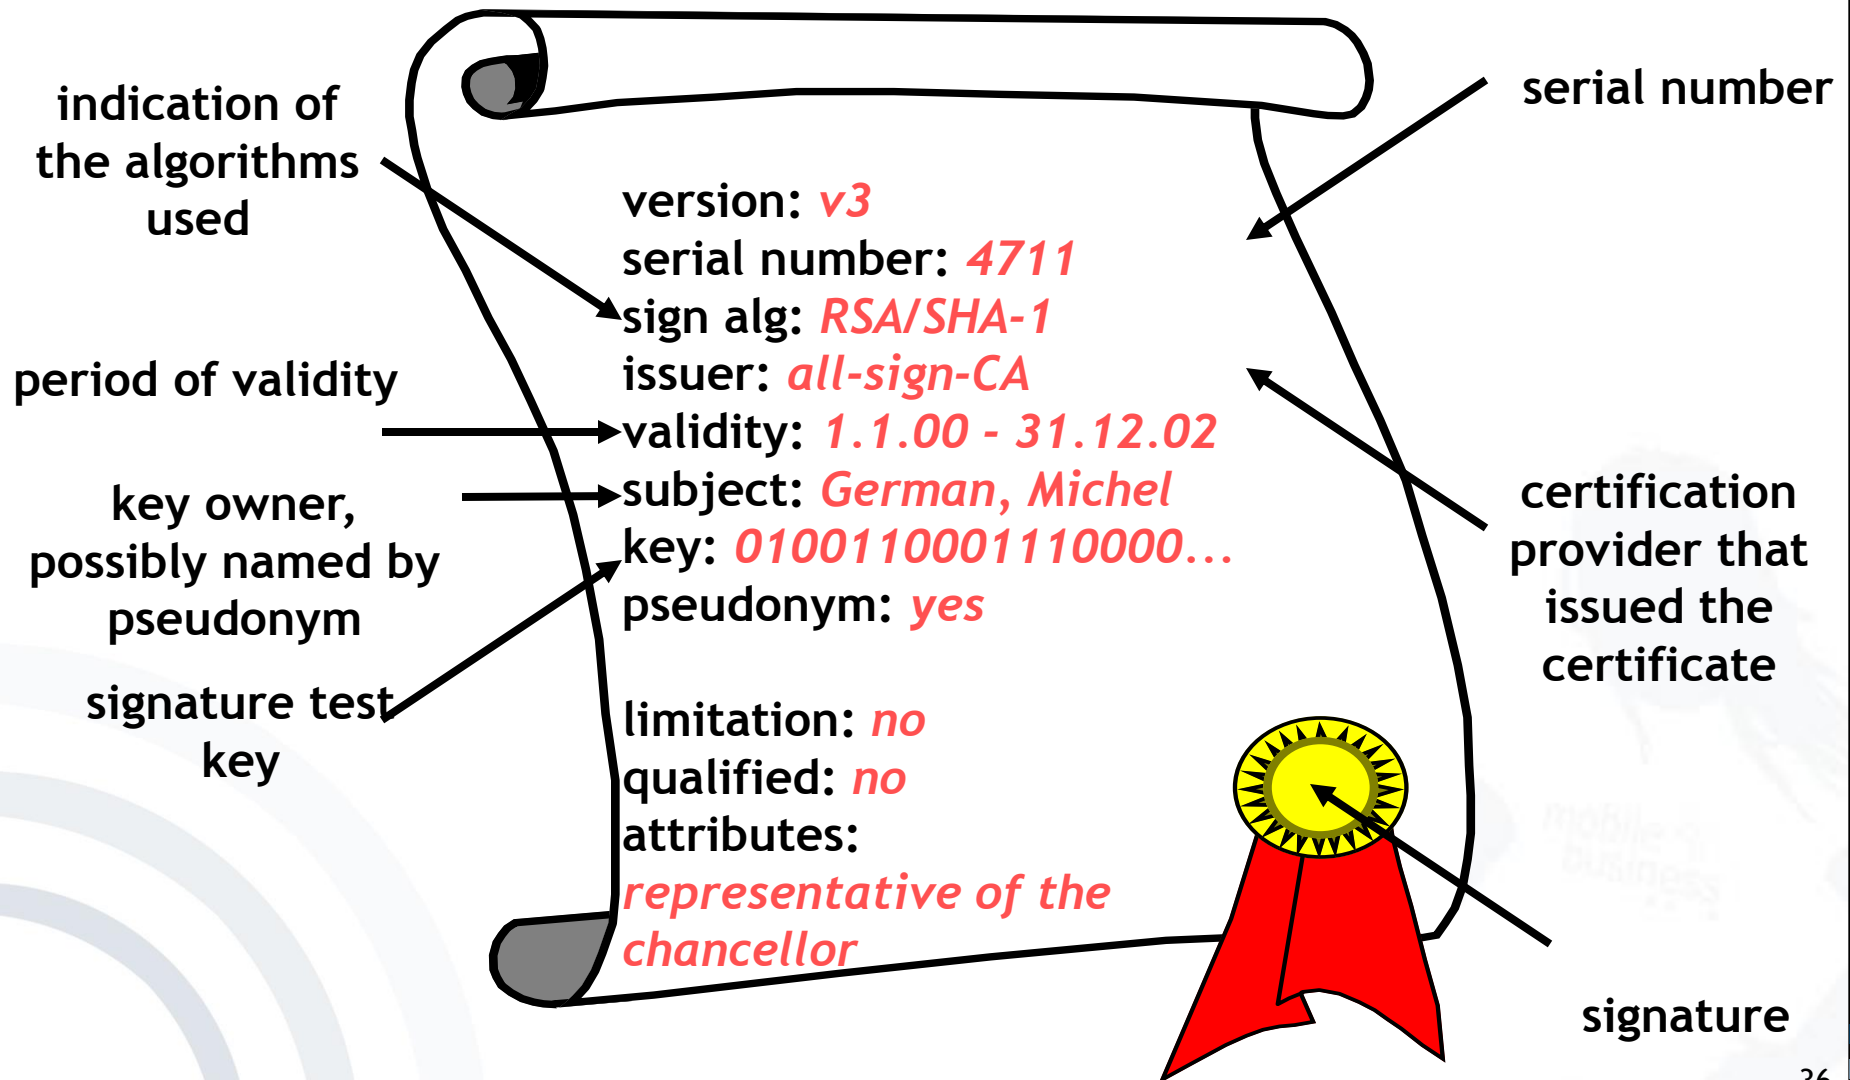 indication of
the algorithms
used
period of validity
key owner,
possibly named by
pseudonym
signature test
key
version: v3
serial number: 4711
sign alg: RSA/SHA-1
issuer: all-sign-CA
validity: 1.1.00 - 31.12.02
subject: German, Michel
key: 0100110001110000...
pseudonym: yes
limitation: no
qualified: no
attributes:
representative of the
chancellor
serial number
certification
provider that
issued the
certificate
mobile
business
signature
36